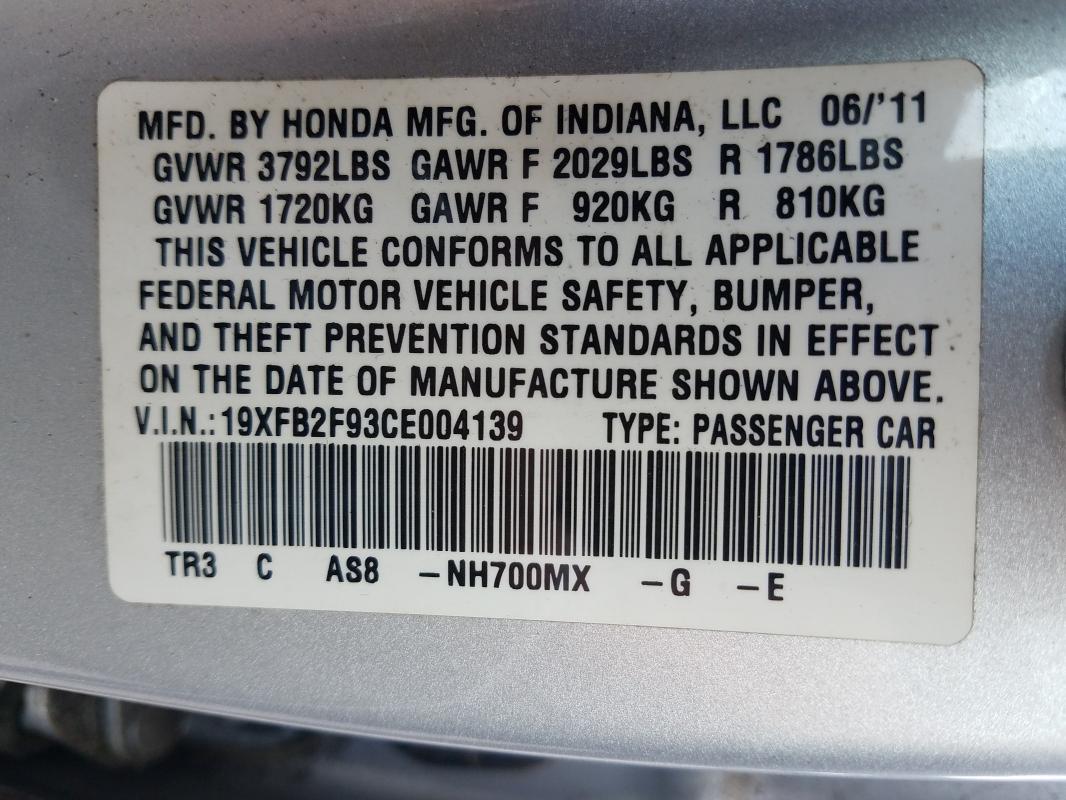 MFD. BY HONDA MFG. OF INDIANA, LLC 06/'11
GVWR 3792LBS GAWR F 2029LBS R 1786LBS
GVWR 1720KG GAWR F 920KG R 810KG
THIS VEHICLE CONFORMS TO ALL APPLICABLE
FEDERAL MOTOR VEHICLE SAFETY, BUMPER,
AND THEFT PREVENTION STANDARDS IN EFFECT
ON THE DATE OF MANUFACTURE SHOWN ABOVE.
V.I.N.: 19XFB2F93CE004139 TYPE: PASSENGER CAR
TR3 C AS8 -NH700MX -G -E